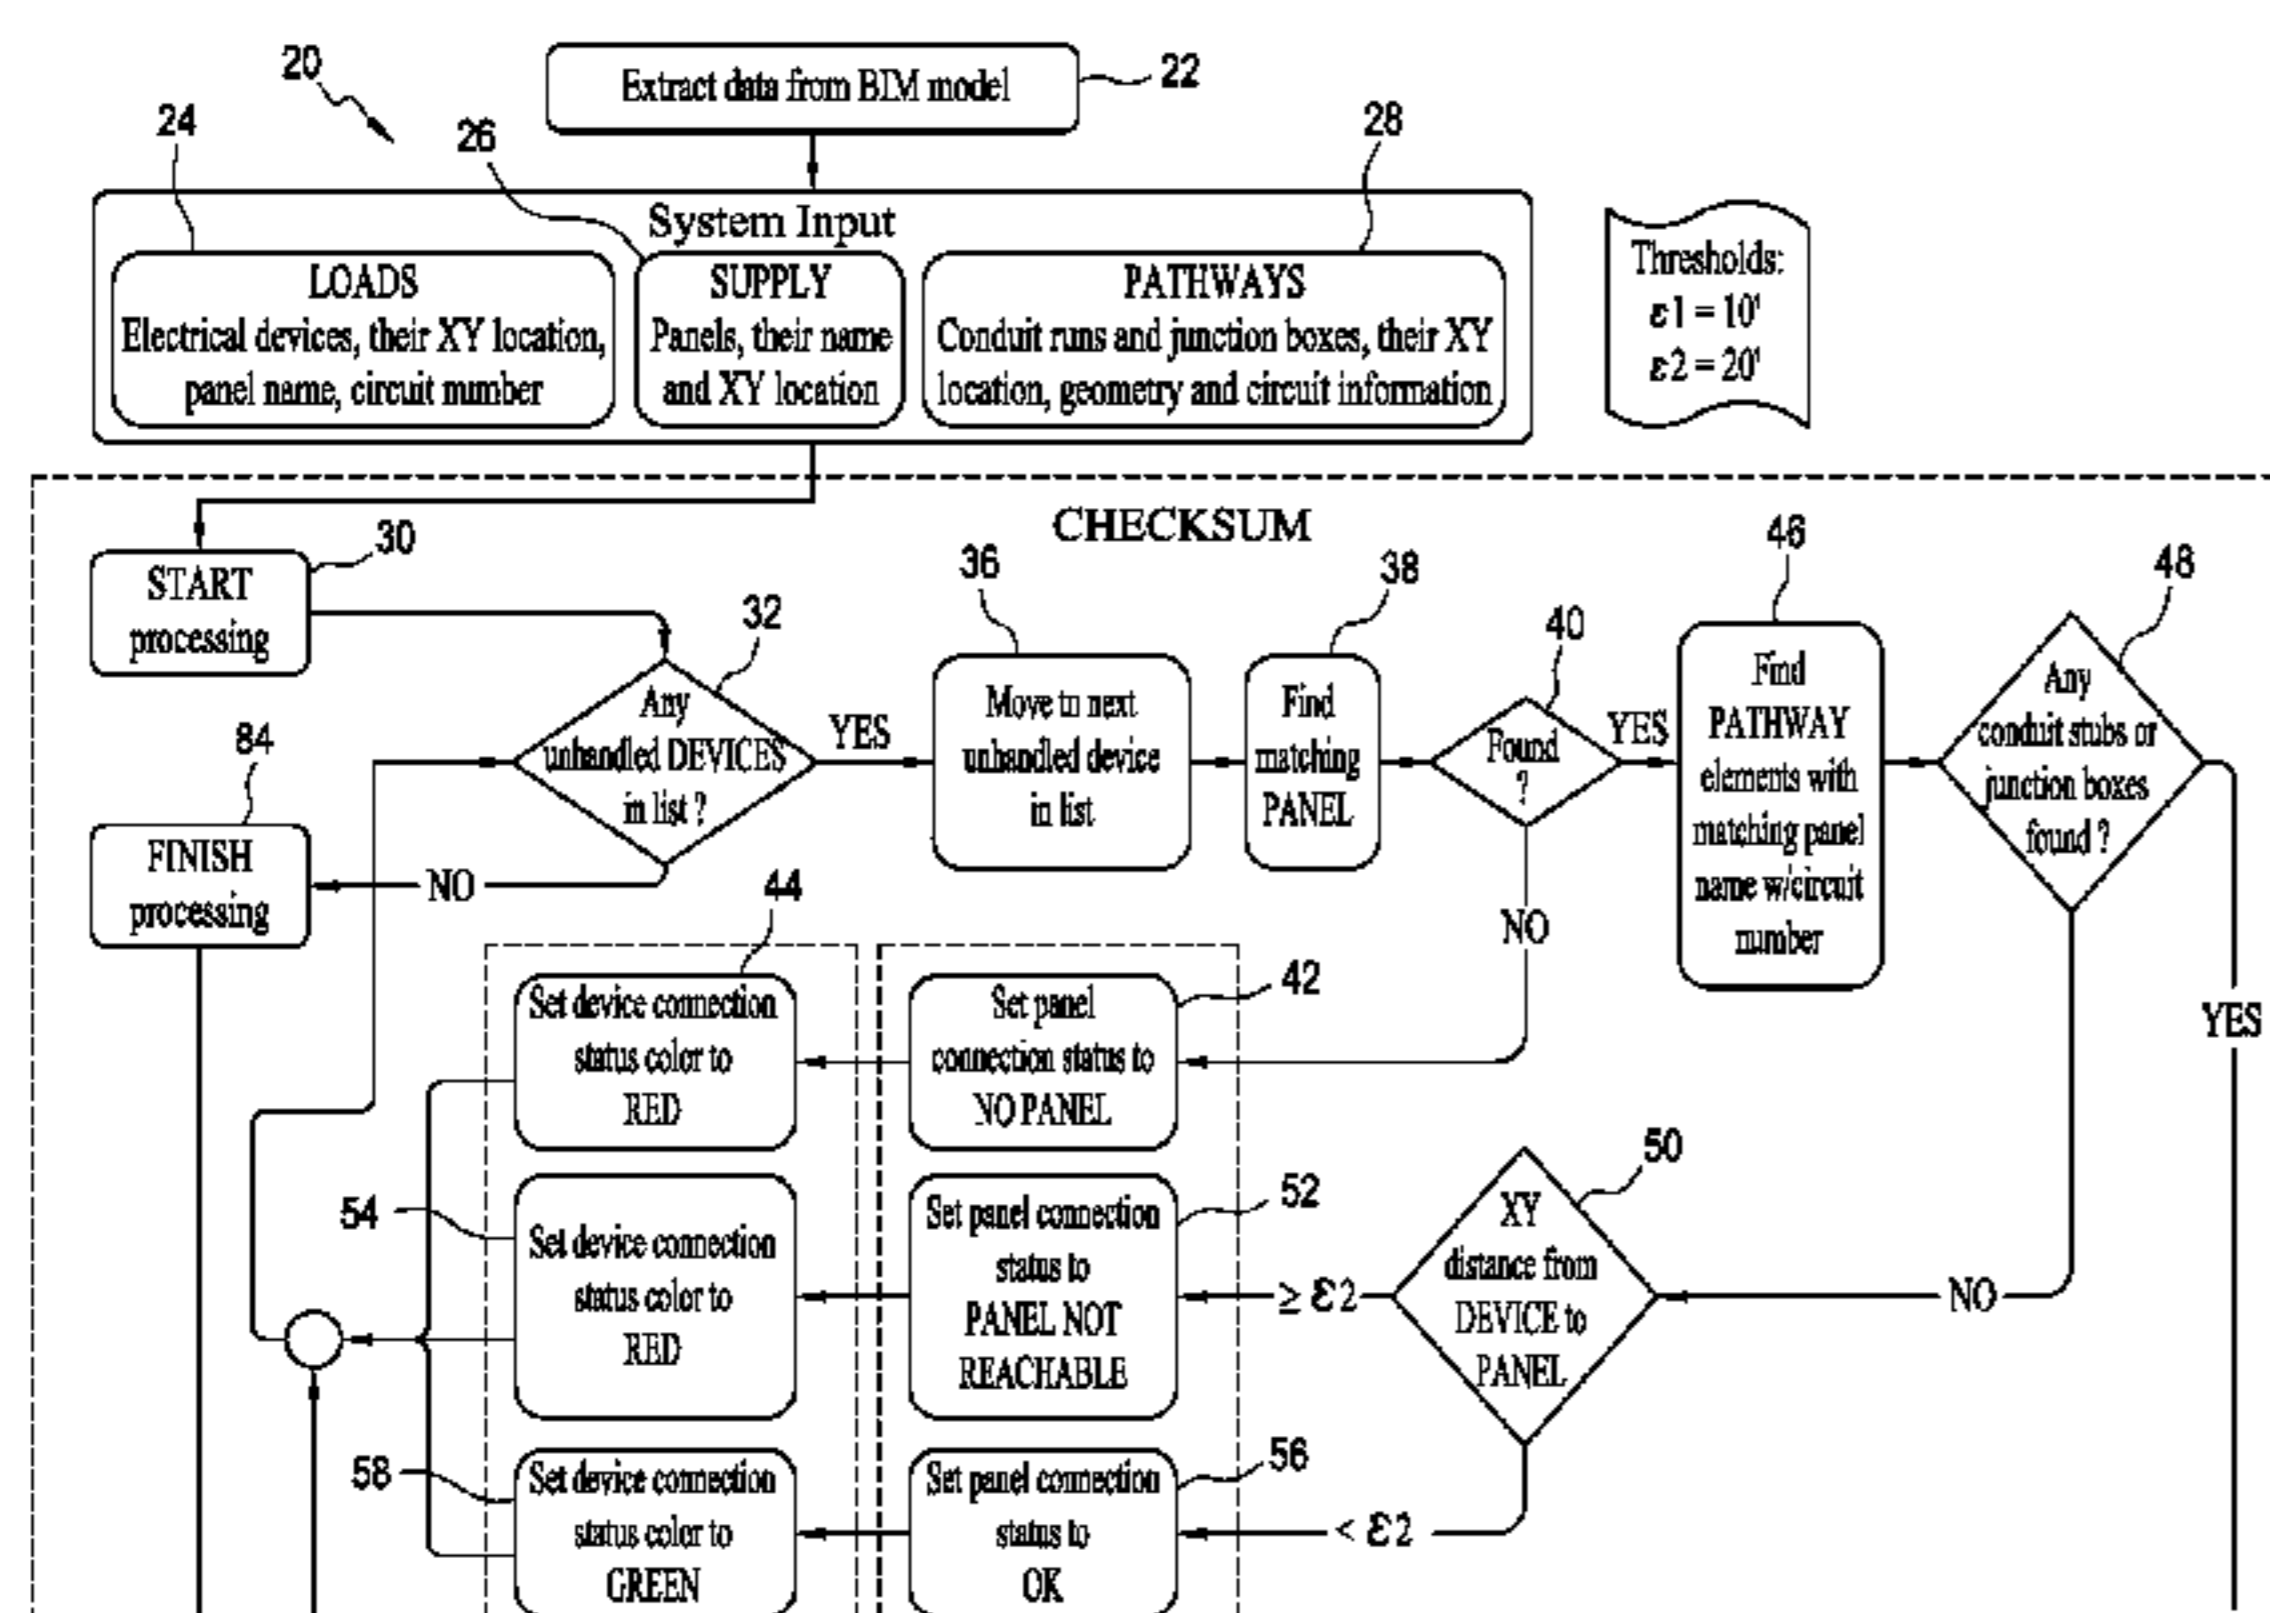 20
Extract data from BIM model
22
24
26
28
System Input
LOADS
Electrical devices, their XY location,
panel name, circuit number
SUPPLY
Panels, their name
and XY location
PATHWAYS
Conduit runs and junction boxes, their XY
location, geometry and circuit information
Thresholds:
ε1 = 10'
ε2 = 20'
CHECKSUM
START
processing
30
32
Any
unhandled DEVICES
in list ?
YES
36
Move to next
unhandled device
in list
38
Find
matching
PANEL
40
Found
?
YES
46
Find
PATHWAY
elements with
matching panel
name w/circuit
number
48
Any
conduit stubs or
junction boxes
found ?
84
FINISH
processing
NO
NO
YES
44
Set device connection
status color to
RED
42
Set panel
connection status to
NO PANEL
54
Set device connection
status color to
RED
52
Set panel connection
status to
PANEL NOT
REACHABLE
≥ ε2
50
XY
distance from
DEVICE to
PANEL
NO
58
Set device connection
status color to
GREEN
56
Set panel connection
status to
OK
< ε2